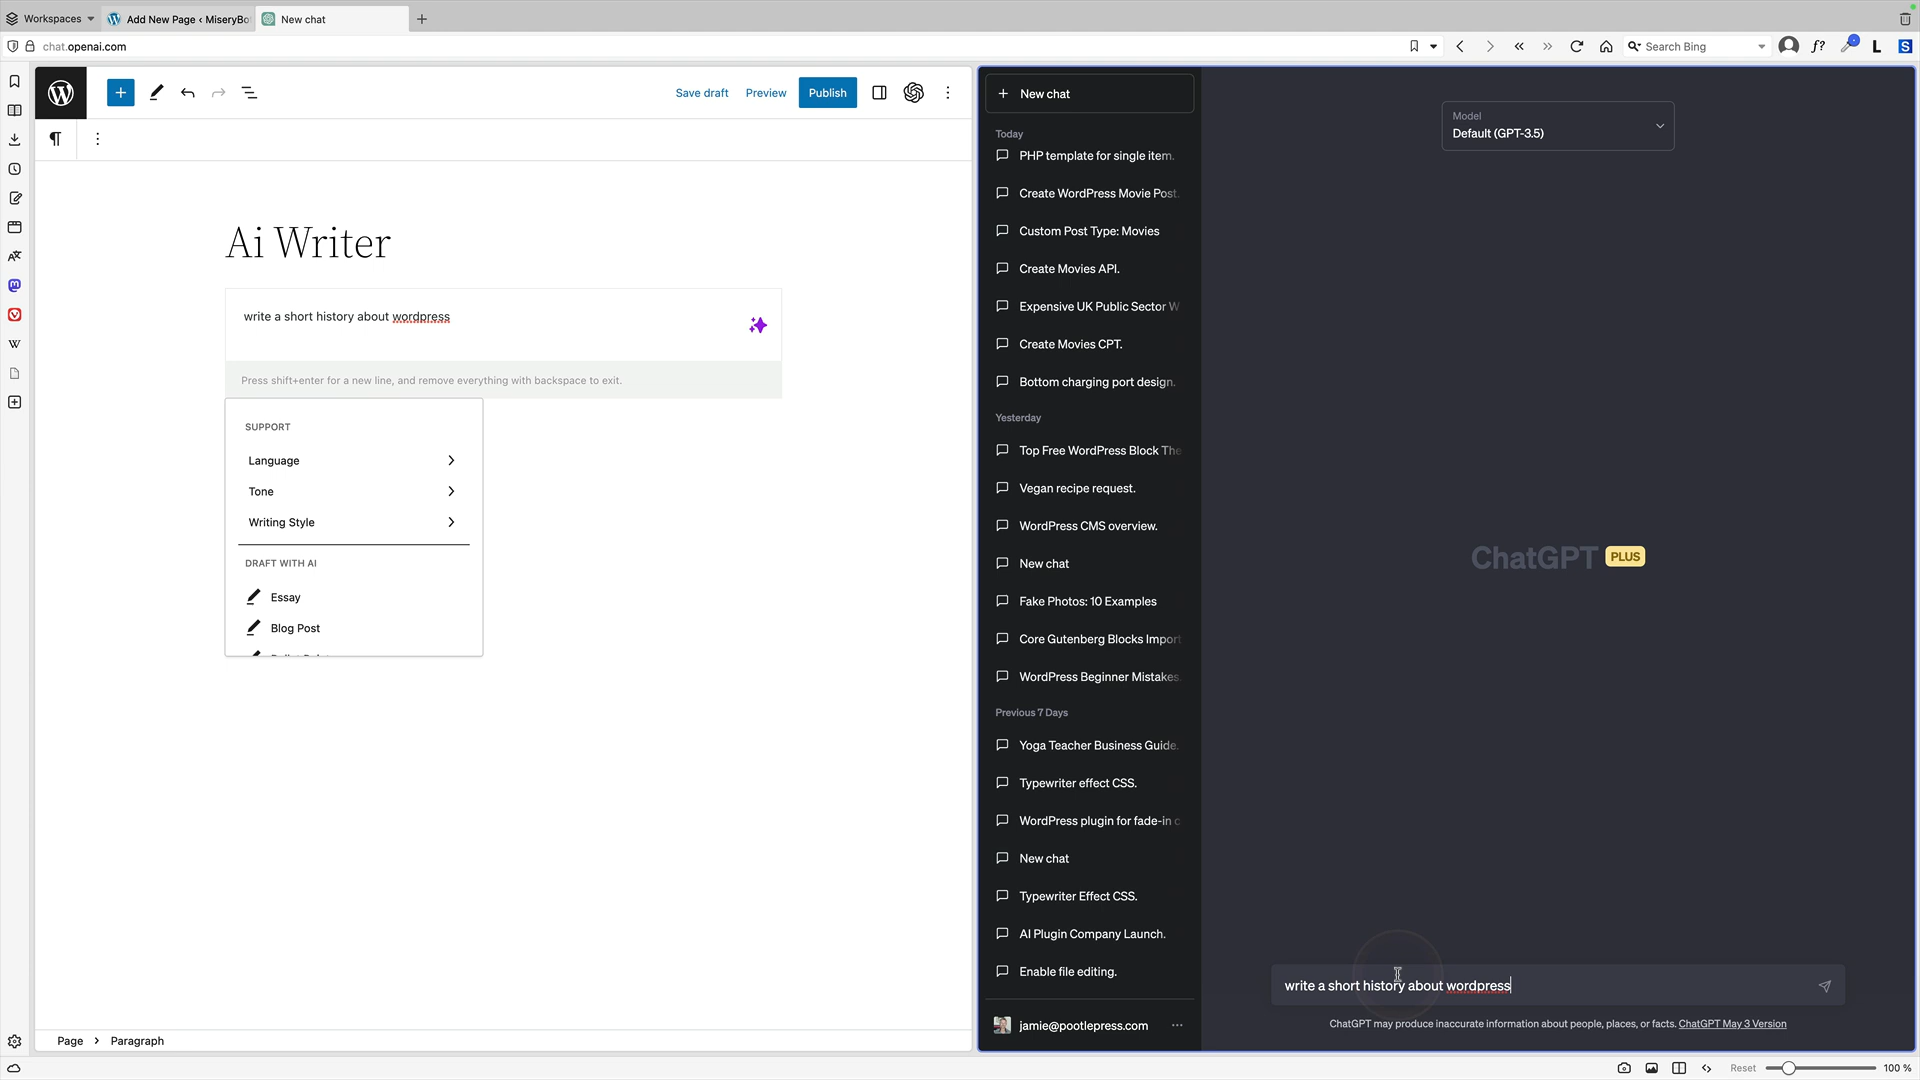 Workspaces
Add New Page ‹ MiseryBo
New chat
chat.openai.com
Search Bing
Save draft
Preview
Publish
Ai Writer
write a short history about wordpress
Press shift+enter for a new line, and remove everything with backspace to exit.
SUPPORT
Language
Tone
Writing Style
DRAFT WITH AI
Essay
Blog Post
Page
Paragraph
New chat
Today
PHP template for single item.
Create WordPress Movie Post.
Custom Post Type: Movies
Create Movies API.
Expensive UK Public Sector W
Create Movies CPT.
Bottom charging port design.
Yesterday
Top Free WordPress Block The
Vegan recipe request.
WordPress CMS overview.
New chat
Fake Photos: 10 Examples
Core Gutenberg Blocks Import
WordPress Beginner Mistakes.
Previous 7 Days
Yoga Teacher Business Guide.
Typewriter effect CSS.
WordPress plugin for fade-in
New chat
Typewriter Effect CSS.
AI Plugin Company Launch.
Enable file editing.
jamie@pootlepress.com
Model
Default (GPT-3.5)
ChatGPT PLUS
write a short history about wordpress
ChatGPT may produce inaccurate information about people, places, or facts. ChatGPT May 3 Version
Reset
100 %